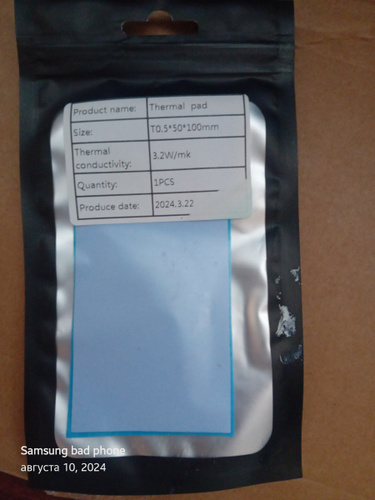 Product name: Thermal pad
Size: T0.5*50*100mm
Thermal
conductivity: 3.2W/mk
Quantity: 1PCS
Produce date: 2024.3.22
Samsung bad phone
августа 10, 2024